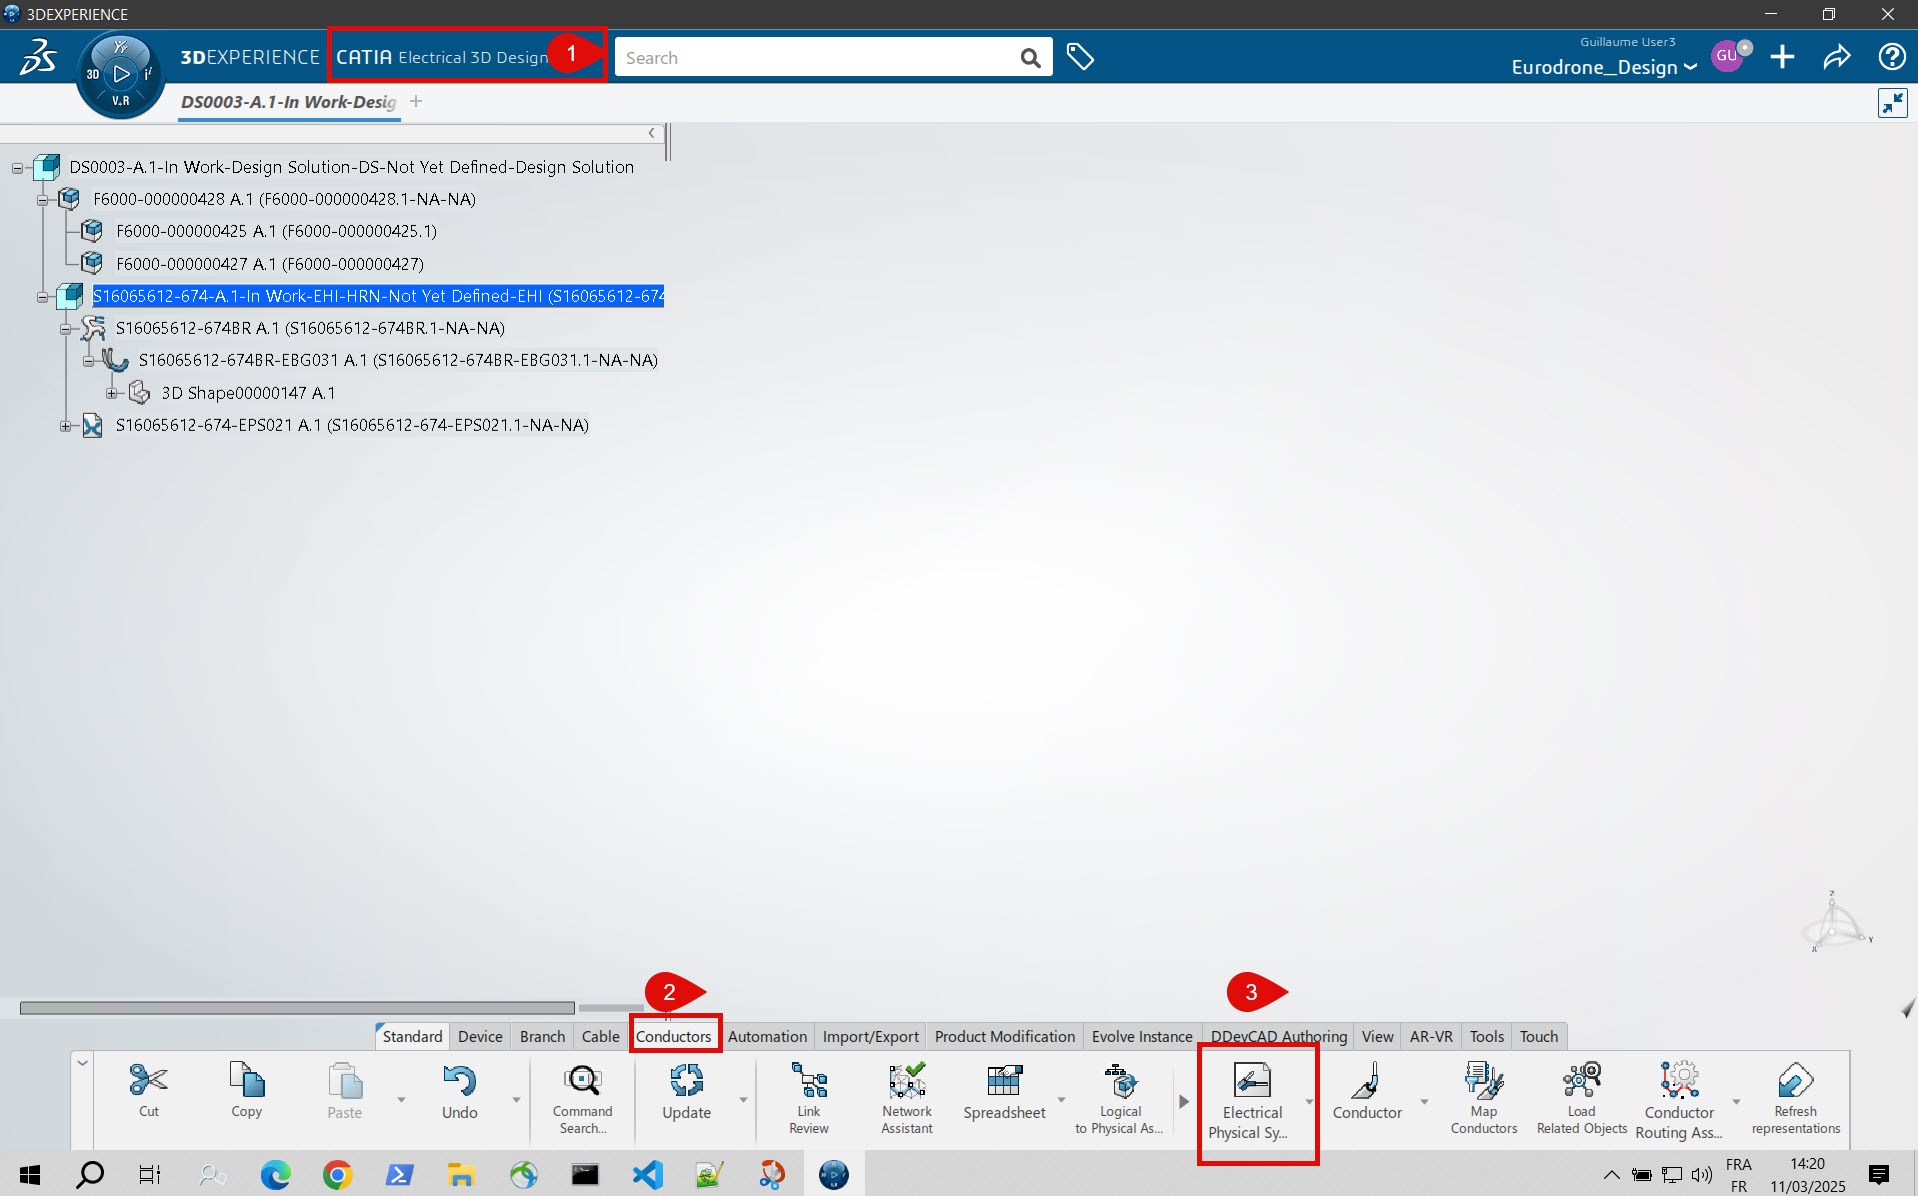 3DEXPERIENCE
3DEXPERIENCE CATIA Electrical 3D Design
1
Search
Guillaume User3
Eurodrone_Design
GU
3D
V.R
DS0003-A.1-In Work-Desig
DS0003-A.1-In Work-Design Solution-DS-Not Yet Defined-Design Solution
F6000-000000428 A.1 (F6000-000000428.1-NA-NA)
F6000-000000425 A.1 (F6000-000000425.1)
F6000-000000427 A.1 (F6000-000000427)
S16065612-674-A.1-In Work-EHI-HRN-Not Yet Defined-EHI (S16065612-674
S16065612-674BR A.1 (S16065612-674BR.1-NA-NA)
S16065612-674BR-EBG031 A.1 (S16065612-674BR-EBG031.1-NA-NA)
3D Shape00000147 A.1
S16065612-674-EPS021 A.1 (S16065612-674-EPS021.1-NA-NA)
Z
Y
X
2
3
Standard Device Branch Cable Conductors Automation Import/Export Product Modification Evolve Instance DDevCAD Authoring View AR-VR Tools Touch
Cut
Copy
Paste
Undo
Command
Search...
Update
Link
Review
Network
Assistant
Spreadsheet
Logical
to Physical As...
Electrical
Physical Sy...
Conductor
Map
Conductors
Load
Related Objects
Conductor
Routing Ass...
Refresh
representations
FRA
FR
14:20
11/03/2025